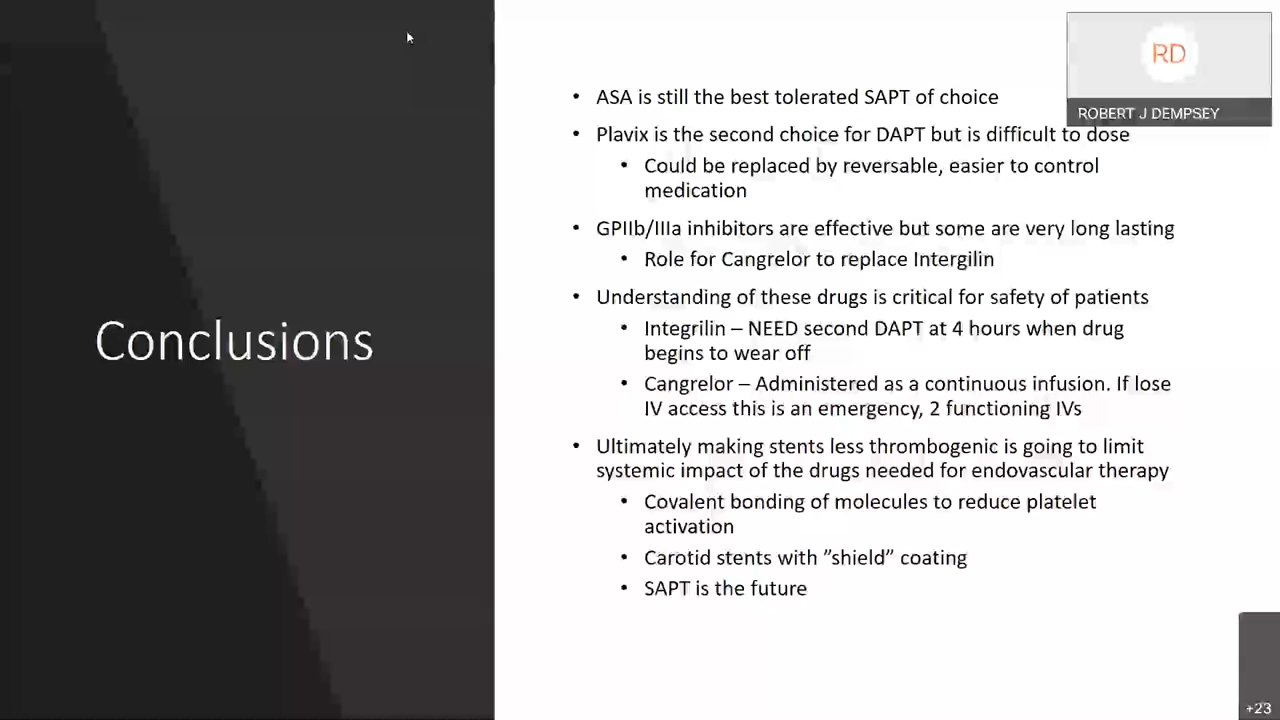 Conclusions
• ASA is still the best tolerated SAPT of choice
• Plavix is the second choice for DAPT but is difficult to dose
• Could be replaced by reversable, easier to control
medication
• GPIIb/IIIa inhibitors are effective but some are very long lasting
• Role for Cangrelor to replace Intergilin
• Understanding of these drugs is critical for safety of patients
• Integrilin – NEED second DAPT at 4 hours when drug
begins to wear off
• Cangrelor – Administered as a continuous infusion. If lose
IV access this is an emergency, 2 functioning IVs
• Ultimately making stents less thrombogenic is going to limit
systemic impact of the drugs needed for endovascular therapy
• Covalent bonding of molecules to reduce platelet
activation
• Carotid stents with ”shield” coating
• SAPT is the future
RD
ROBERT J DEMPSEY
+23